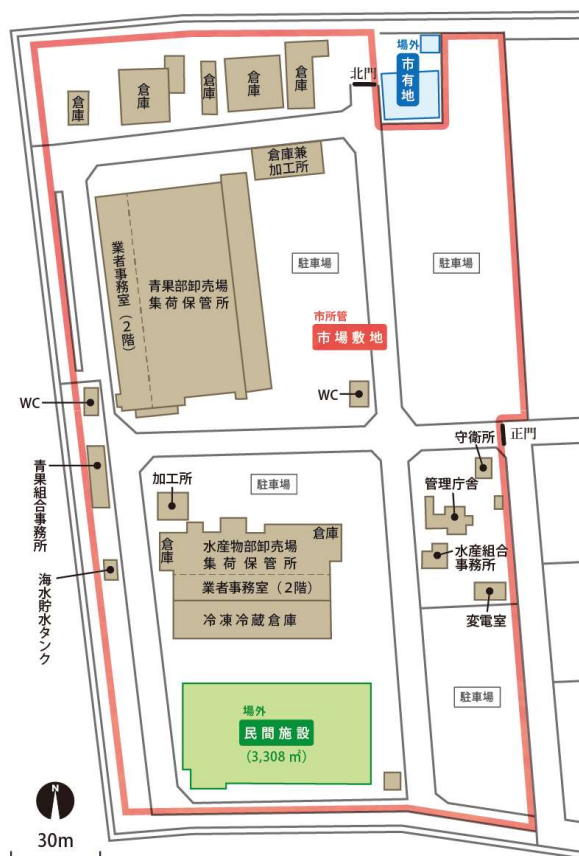 場外
市有地
北門
倉庫
倉庫
倉庫
倉庫
倉庫
倉庫兼
加工所
業者事務室（２階）
青果部卸売場
集荷保管所
駐車場
駐車場
市所管
市場敷地
WC
WC
守衛所
正門
青果組合事務所
加工所
駐車場
管理庁舎
倉庫
水産物部卸売場
集荷保管所
倉庫
水産組合
事務所
業者事務室（２階）
海水貯水タンク
冷凍冷蔵倉庫
変電室
駐車場
場外
民間施設
(3,308 ㎡)
N
30m